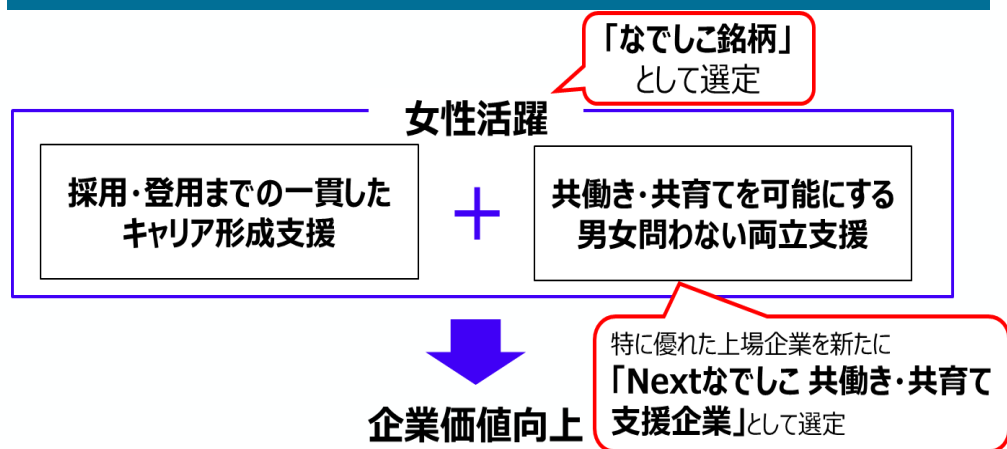 「なでしこ銘柄」
として選定
女性活躍
採用・登用までの一貫した
キャリア形成支援
＋
共働き・共育てを可能にする
男女問わない両立支援
特に優れた上場企業を新たに
「Nextなでしこ 共働き・共育て
支援企業」として選定
企業価値向上